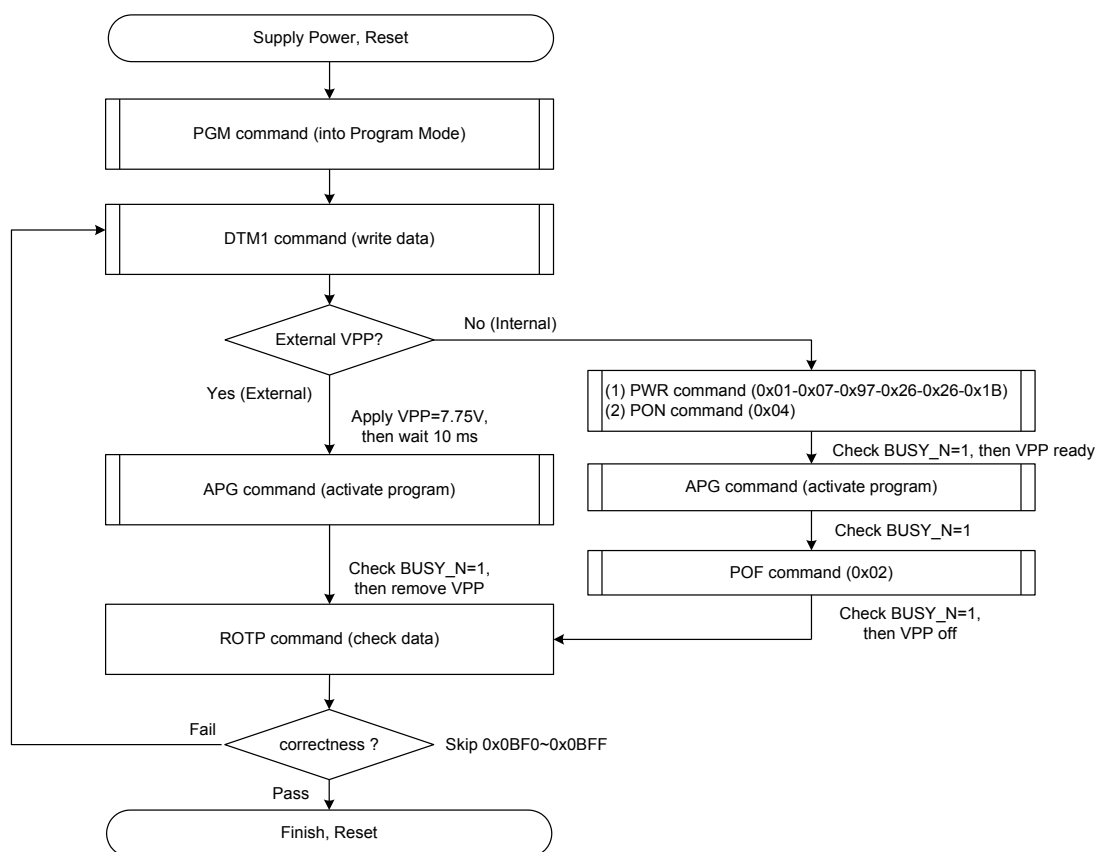 Supply Power, Reset
PGM command (into Program Mode)
DTM1 command (write data)
External VPP?
No (Internal)
Yes (External)
(1) PWR command (0x01-0x07-0x97-0x26-0x26-0x1B)
(2) PON command (0x04)
Apply VPP=7.75V,
then wait 10 ms
Check BUSY_N=1, then VPP ready
APG command (activate program)
APG command (activate program)
Check BUSY_N=1
Check BUSY_N=1,
then remove VPP
POF command (0x02)
Check BUSY_N=1,
then VPP off
ROTP command (check data)
Fail
correctness ?
Skip 0x0BF0~0x0BFF
Pass
Finish, Reset